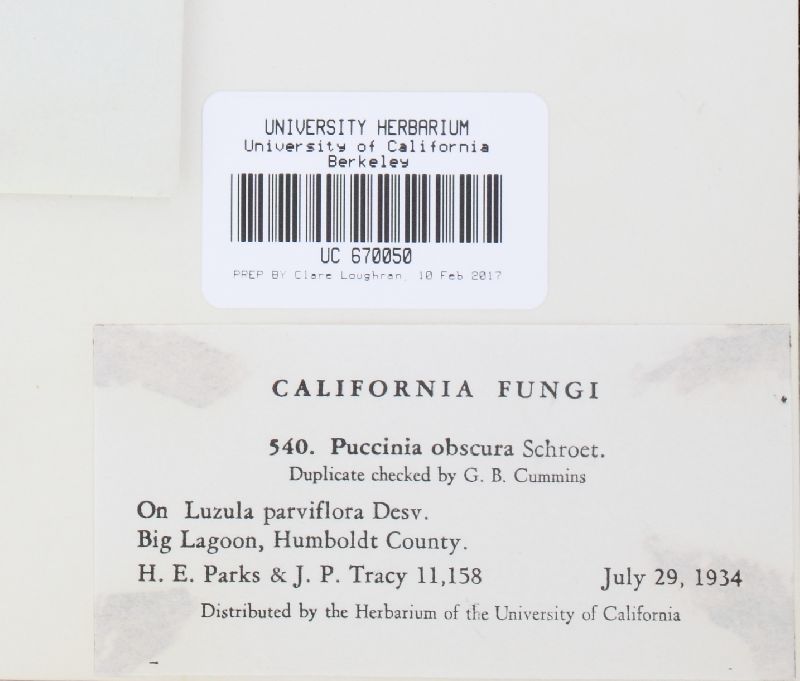 UNIVERSITY HERBARIUM
University of California
Berkeley
UC 670050
PREP BY Clare Loughran, 10 Feb 2017
CALIFORNIA FUNGI
540. Puccinia obscura Schroet.
Duplicate checked by G. B. Cummins
On Luzula parviflora Desv.
Big Lagoon, Humboldt County.
H. E. Parks & J. P. Tracy 11,158 July 29, 1934
Distributed by the Herbarium of the University of California